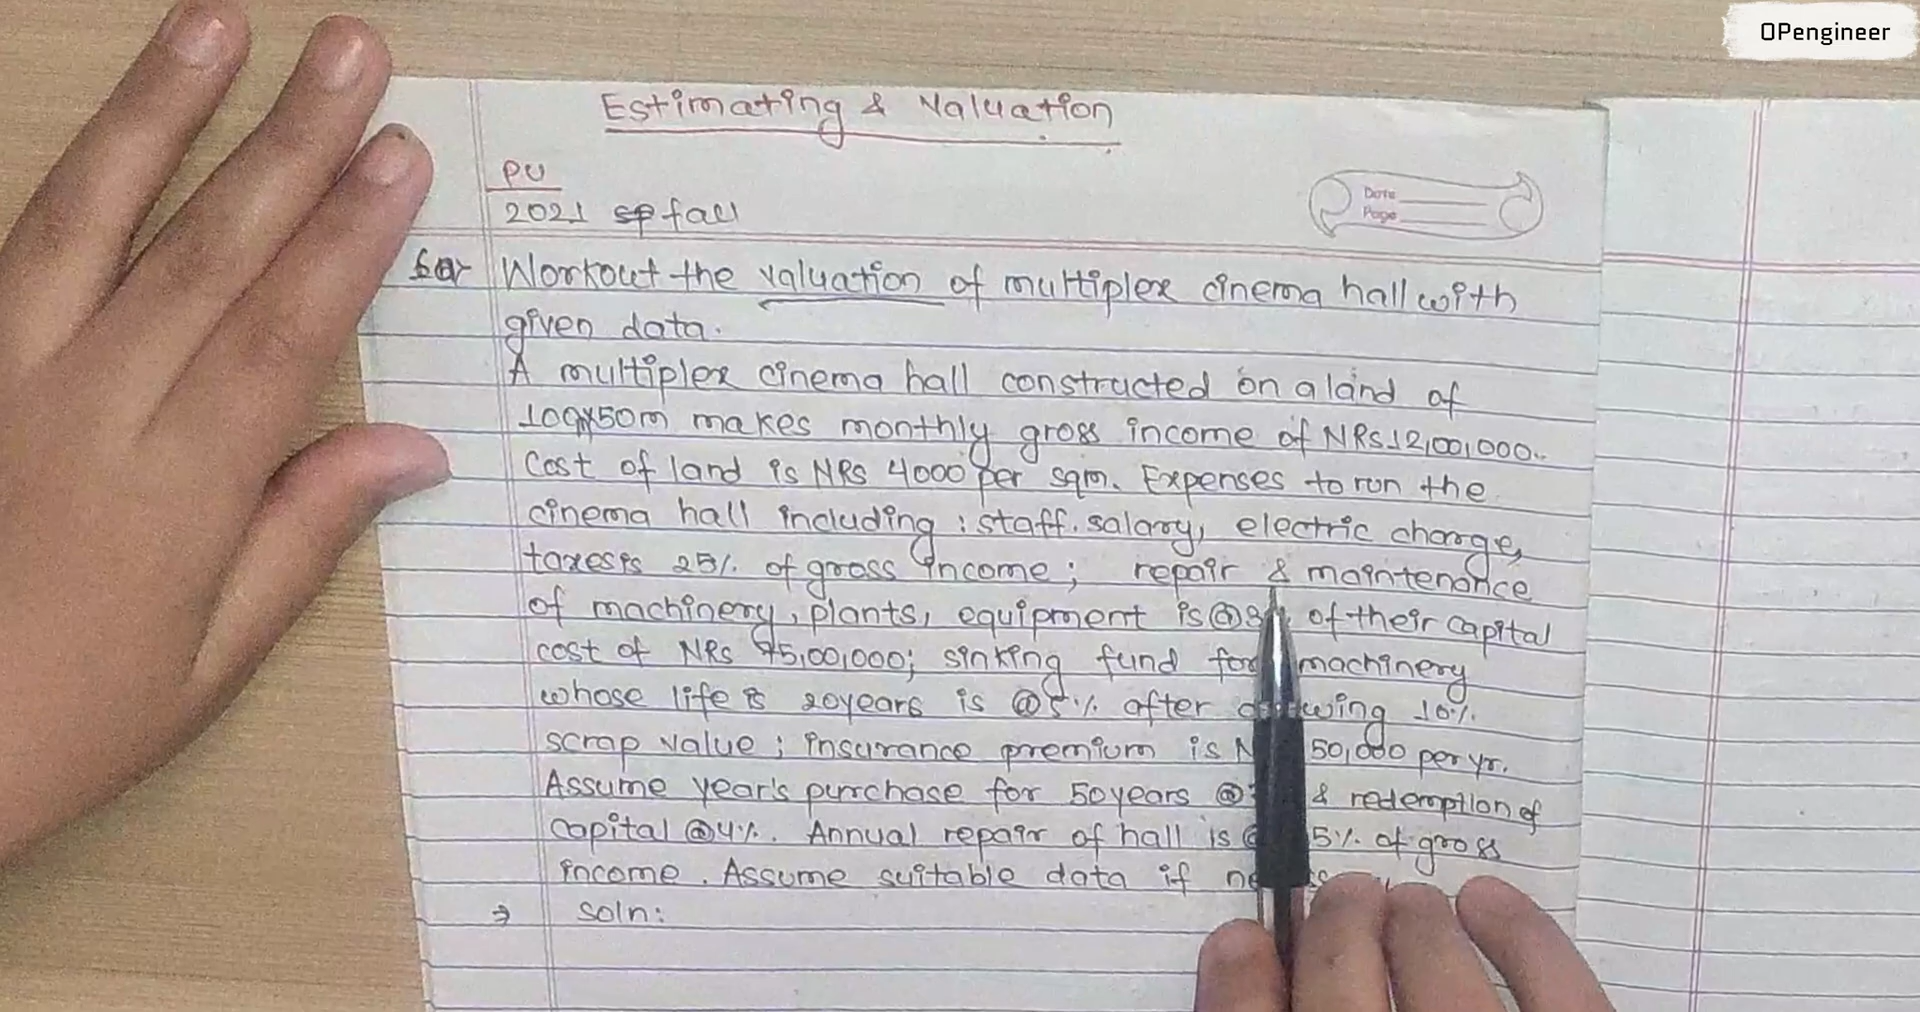 OPengineer
Estimating & Valuation
PU
2021 fall
Date
Page
Workout the valuation of multiplex cinema hall with
given data.
A multiplex cinema hall constructed on a land of
100x50m makes monthly gross income of NRs 12,00,000.
Cost of land is NRs 4000 per sqm. Expenses to run the
cinema hall including : staff salary, electric charge,
taxes is 25% of gross income ; repair & maintenance
of machinery, plants, equipment is @ of their capital
cost of NRs 75,00,000; sinking fund for machinery
whose life is 20years is @5% after 10%
scrap value ; insurance premium is 50,000 per yr.
Assume year's purchase for 50years @ & redemption of
capital @4%. Annual repair of hall is 5% of gross
income. Assume suitable data if
⇒ soln: